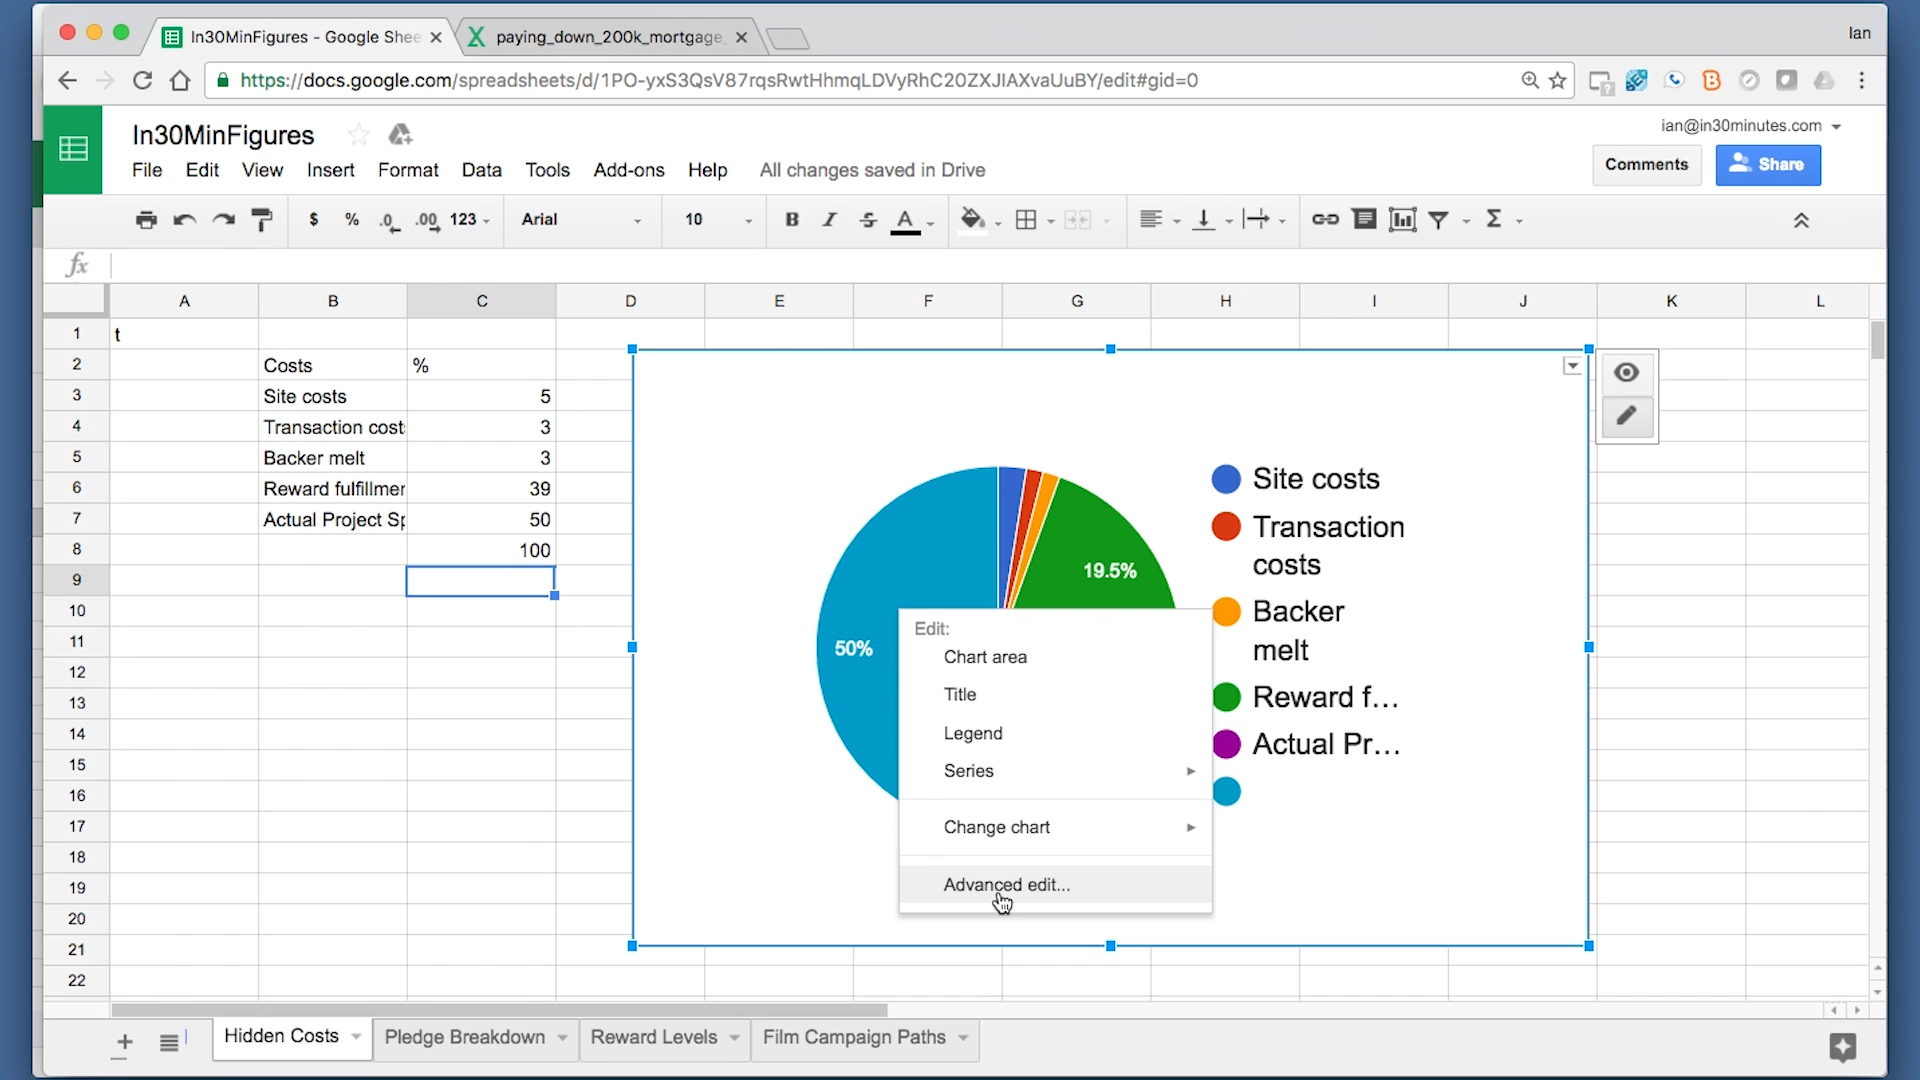 In30MinFigures - Google Shee
paying_down_200k_mortgage_
Ian
https://docs.google.com/spreadsheets/d/1PO-yxS3QsV87rqsRwtHhmqLDVyRhC20ZXJIAXvaUuBY/edit#gid=0
In30MinFigures
ian@in30minutes.com
File Edit View Insert Format Data Tools Add-ons Help All changes saved in Drive
Comments Share
$ % .0 .00 123 Arial 10 B I S A Σ
fx
A B C D E F G H I J K L
1 t
2 Costs %
3 Site costs 5
4 Transaction cost 3
5 Backer melt 3
6 Reward fulfillmer 39
7 Actual Project Sp 50
8 100
9
10
11
12
13
14
15
16
17
18
19
20
21
22
50%
19.5%
Site costs
Transaction
costs
Backer
melt
Reward f...
Actual Pr...
Edit:
Chart area
Title
Legend
Series
Change chart
Advanced edit...
Hidden Costs Pledge Breakdown Reward Levels Film Campaign Paths